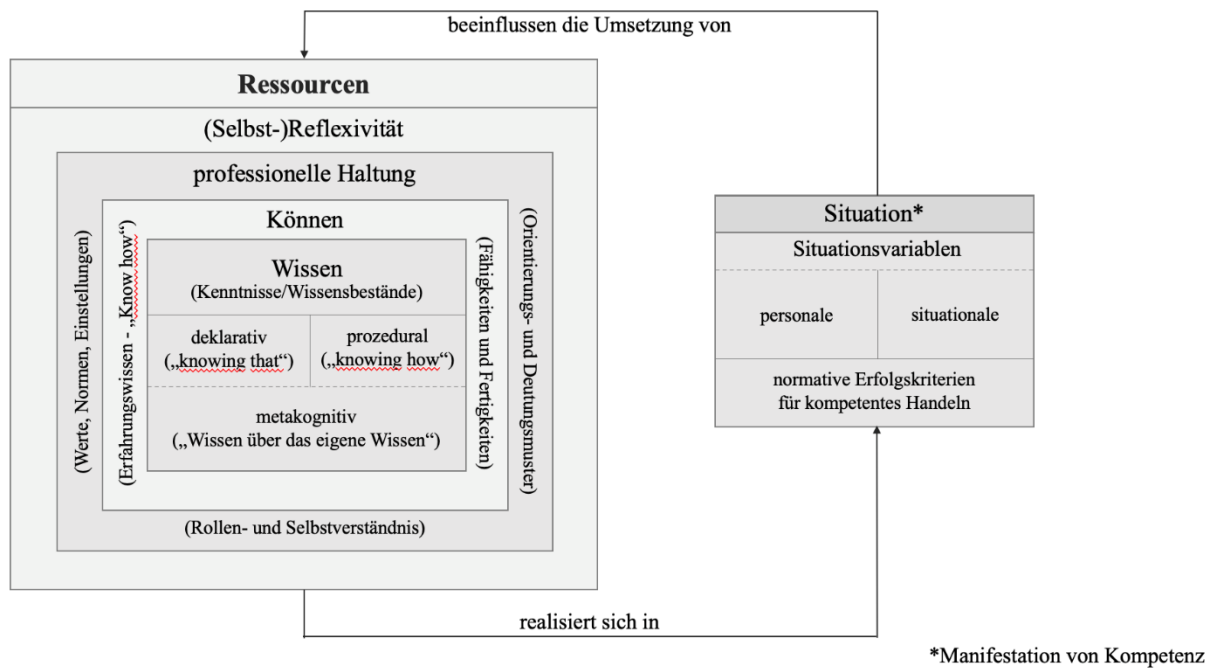 beeinflussen die Umsetzung von
Ressourcen
(Selbst-)Reflexivität
professionelle Haltung
(Werte, Normen, Einstellungen)
(Orientierungs- und Deutungsmuster)
(Rollen- und Selbstverständnis)
Können
(Erfahrungswissen - „Know how“)
(Fähigkeiten und Fertigkeiten)
Wissen
(Kenntnisse/Wissensbestände)
deklarativ
(„knowing that“)
prozedural
(„knowing how“)
metakognitiv
(„Wissen über das eigene Wissen“)
Situation*
Situationsvariablen
personale
situationale
normative Erfolgskriterien
für kompetentes Handeln
realisiert sich in
*Manifestation von Kompetenz